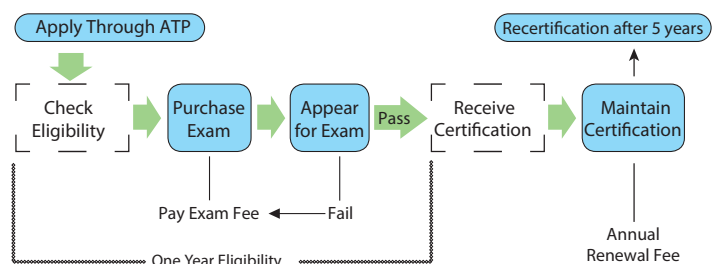 Apply Through ATP
Recertification after 5 years
Check
Eligibility
Purchase
Exam
Appear
for Exam
Pass
Receive
Certification
Maintain
Certification
Pay Exam Fee
Fail
One Year Eligibility
Annual
Renewal Fee